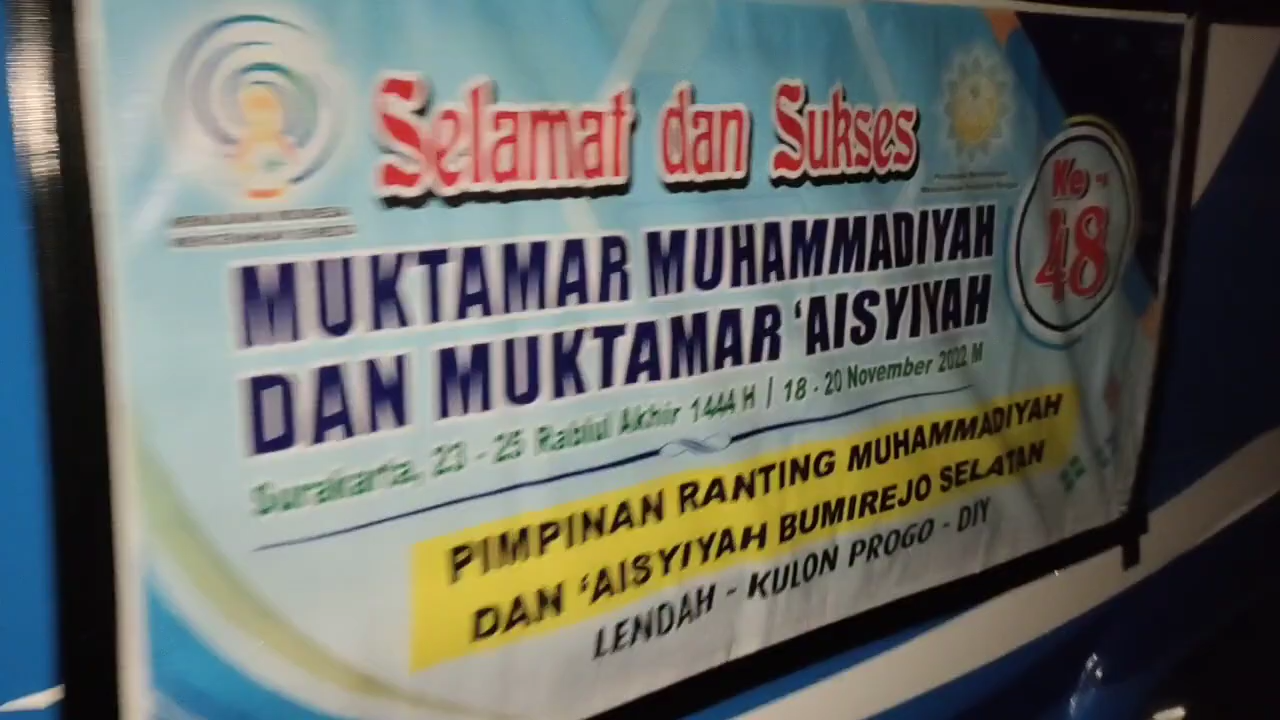 Selamat dan Sukses
Ke -
48
MUKTAMAR MUHAMMADIYAH
DAN MUKTAMAR 'AISYIYAH
Surakarta, 23 - 25 Rabiul Akhir 1444 H / 18 - 20 November 2022 M
PIMPINAN RANTING MUHAMMADIYAH
DAN 'AISYIYAH BUMIREJO SELATAN
LENDAH - KULON PROGO - DIY